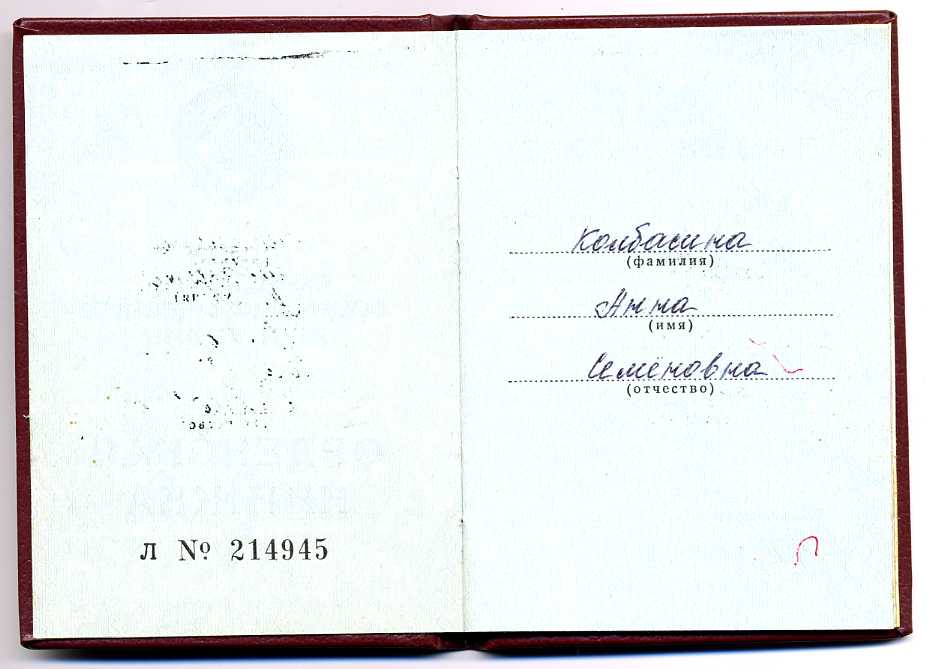 л № 214945
Колбасина
(фамилия)
Анна
(имя)
Семёновна
(отчество)